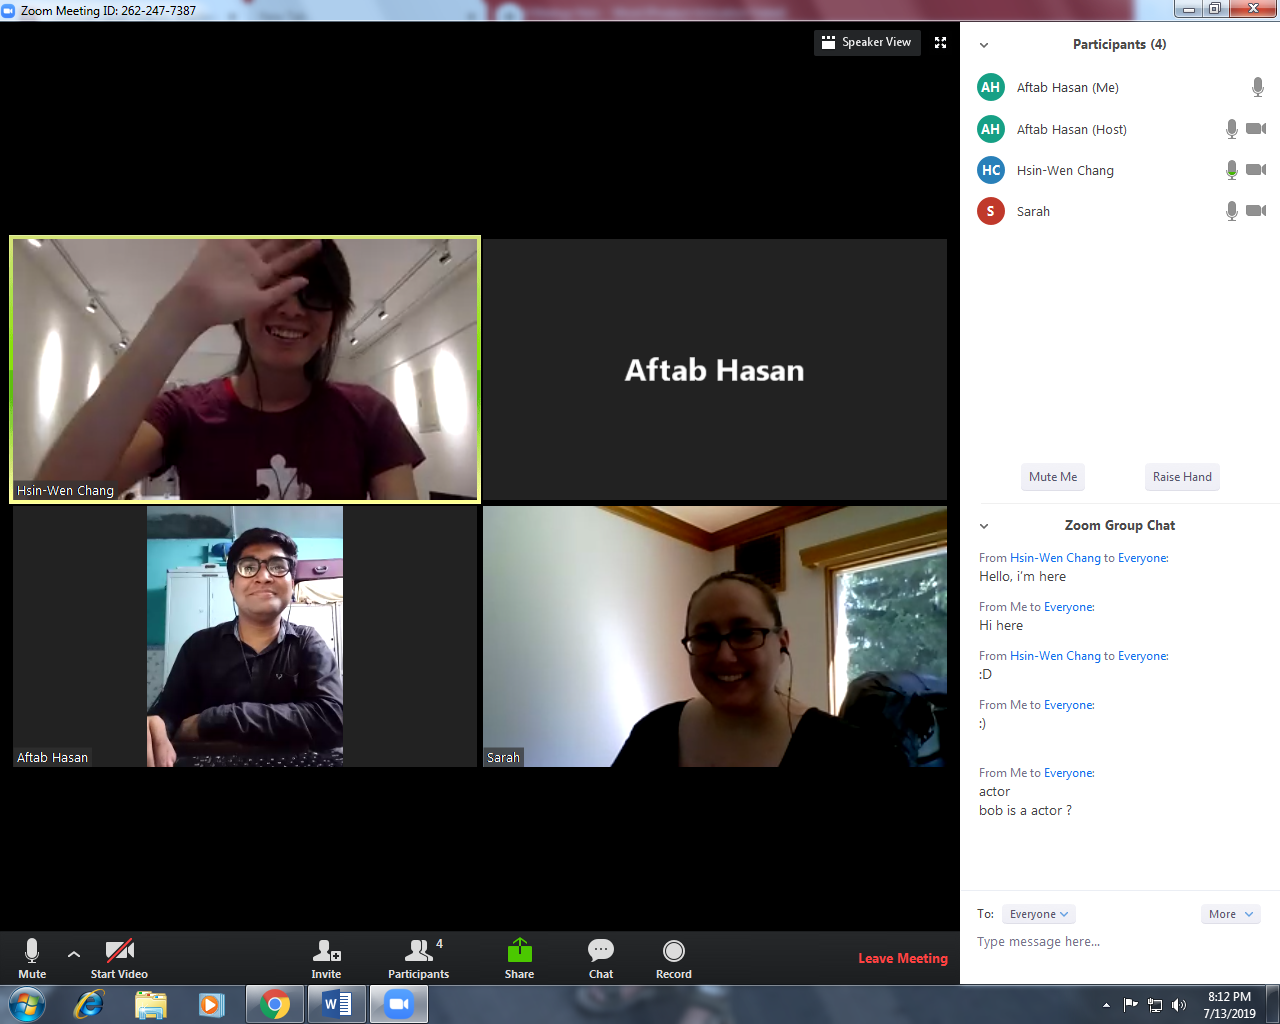 Zoom Meeting ID: 262-247-7387
Speaker View
Hsin-Wen Chang
Aftab Hasan
Aftab Hasan
Sarah
Participants (4)
AH Aftab Hasan (Me)
AH Aftab Hasan (Host)
HC Hsin-Wen Chang
S Sarah
Mute Me Raise Hand
Zoom Group Chat
From Hsin-Wen Chang to Everyone:
Hello, i'm here
From Me to Everyone:
Hi here
From Hsin-Wen Chang to Everyone:
:D
From Me to Everyone:
:)
From Me to Everyone:
actor
bob is a actor ?
To: Everyone More
Type message here...
Mute Start Video Invite Participants 4 Share Chat Record Leave Meeting
8:12 PM
7/13/2019